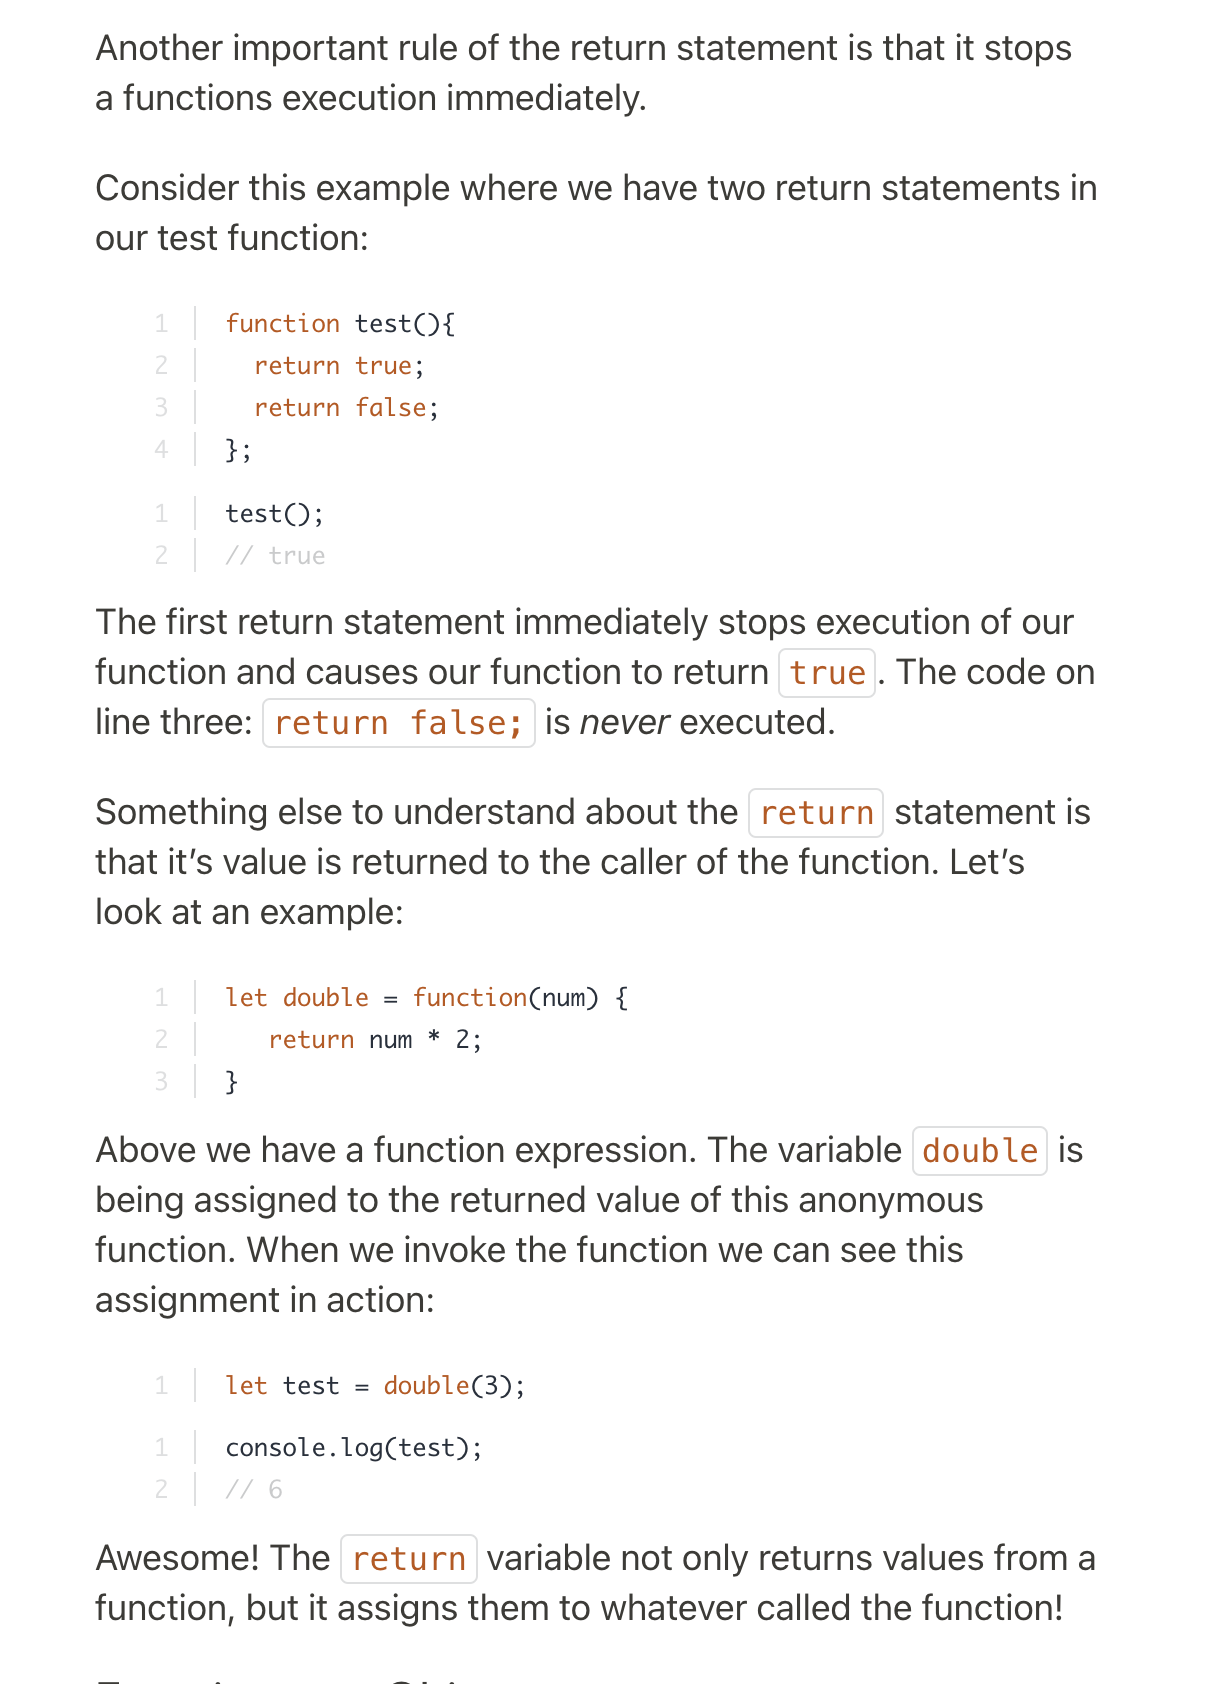 Another important rule of the return statement is that it stops
a functions execution immediately.
Consider this example where we have two return statements in
our test function:
1 function test(){
2 return true;
3 return false;
4 };
1 test();
2 // true
The first return statement immediately stops execution of our
function and causes our function to return true. The code on
line three: return false; is never executed.
Something else to understand about the return statement is
that it’s value is returned to the caller of the function. Let’s
look at an example:
1 let double = function(num) {
2 return num * 2;
3 }
Above we have a function expression. The variable double is
being assigned to the returned value of this anonymous
function. When we invoke the function we can see this
assignment in action:
1 let test = double(3);
1 console.log(test);
2 // 6
Awesome! The return variable not only returns values from a
function, but it assigns them to whatever called the function!